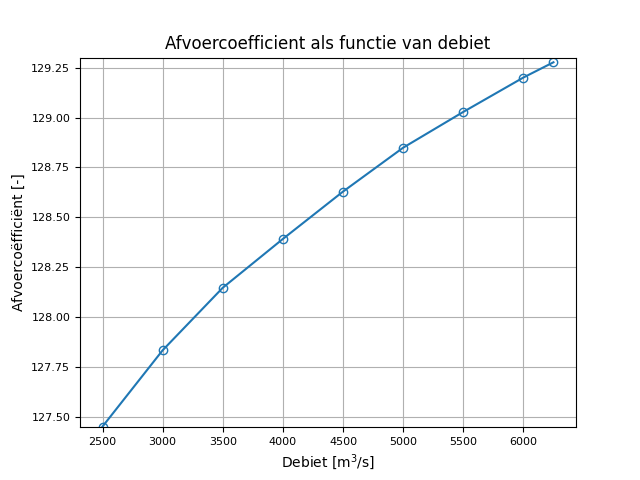 Afvoercoefficient als functie van debiet
129.25
129.00
128.75
128.50
128.25
128.00
127.75
127.50
Afvoercoëfficiënt [-]
2500 3000 3500 4000 4500 5000 5500 6000
Debiet [m³/s]